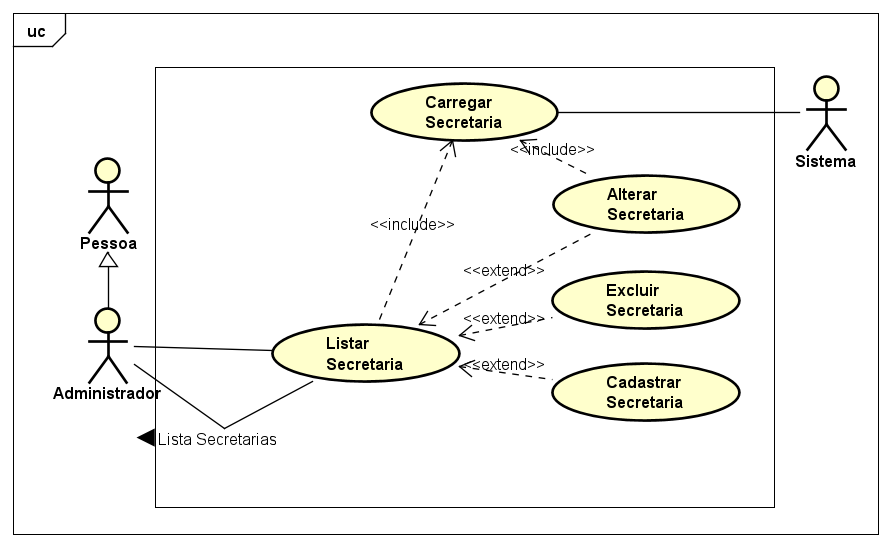 uc
Carregar
Secretaria
Sistema
<<include>>
Alterar
Secretaria
Pessoa
<<include>>
<<extend>>
Excluir
Secretaria
<<extend>>
Listar
Secretaria
<<extend>>
Cadastrar
Secretaria
Administrador
Lista Secretarias